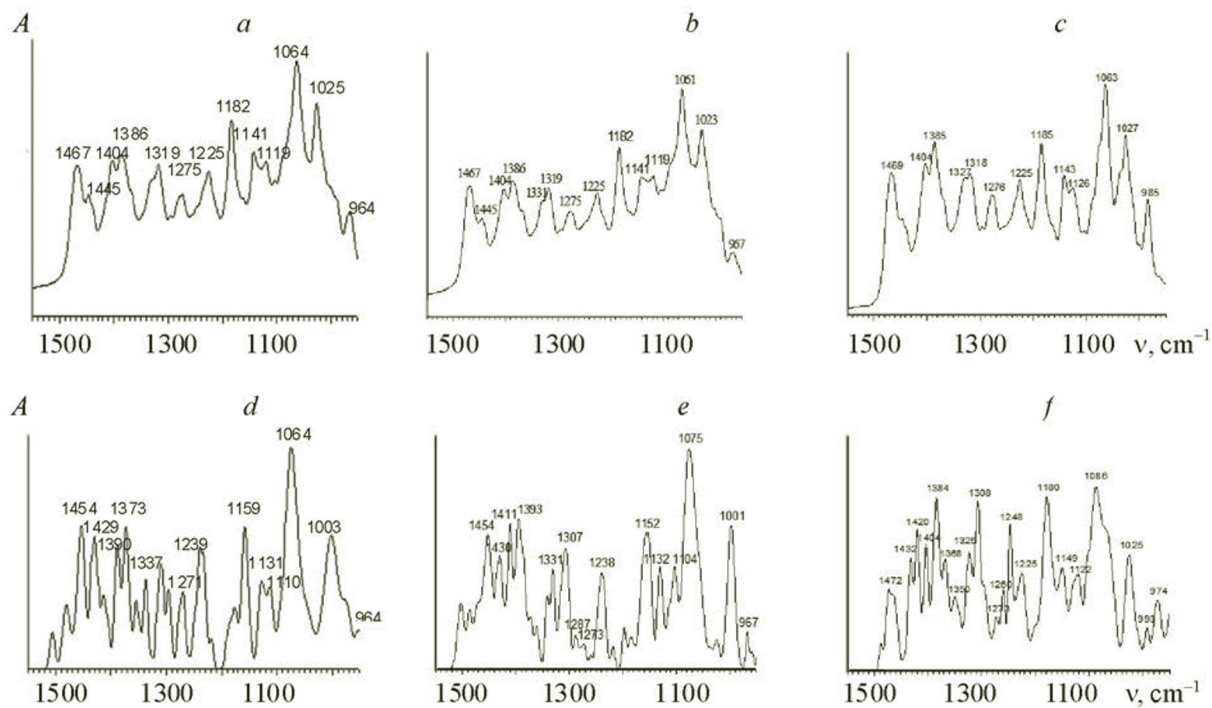 A a b c
1467 1445 1404 1386 1319 1275 1225 1182 1141 1119 1064 1025 964
1467 1445 1404 1386 1331 1319 1275 1225 1182 1141 1119 1061 1023 967
1469 1404 1385 1327 1318 1276 1225 1185 1143 1126 1063 1027 985
1500 1300 1100 1500 1300 1100 1500 1300 1100 ν, cm⁻¹
A d e f
1454 1429 1390 1373 1337 1271 1239 1159 1131 1110 1064 1003 964
1454 430 1411 1393 1331 1307 1287 1273 1238 1152 1132 1104 1075 1001 967
1472 1432 1420 1404 1384 1368 1350 1308 1248 1225 1180 1149 1122 1086 1025 993 974
1500 1300 1100 1500 1300 1100 1500 1300 1100 ν, cm⁻¹